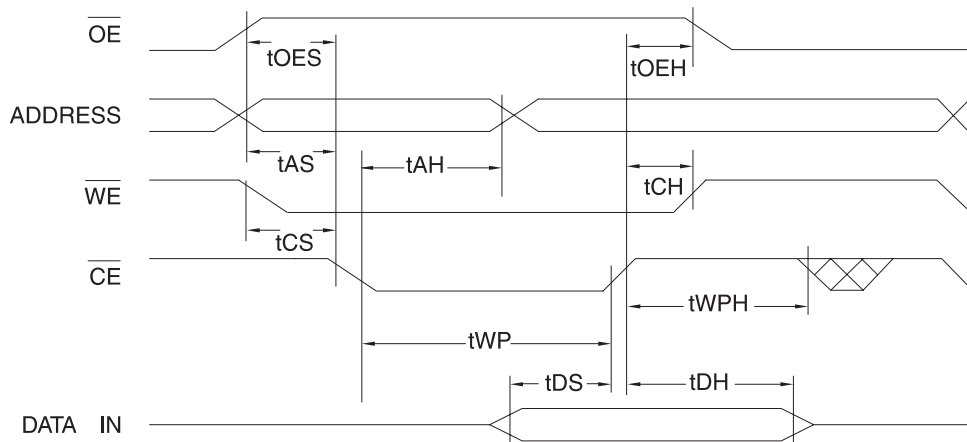 OE
tOES
tOEH
ADDRESS
tAS
tAH
tCH
WE
tCS
CE
tWPH
tWP
tDS
tDH
DATA IN